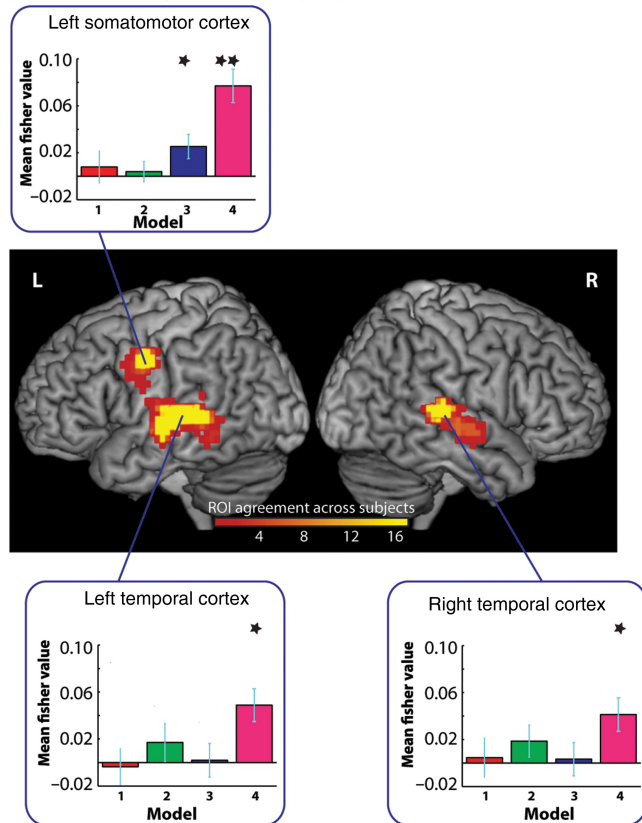 Left somatomotor cortex
Mean fisher value
0.10
0.06
0.02
–0.02
★ ★★
1 2 3 4
Model
L R
ROI agreement across subjects
4 8 12 16
Left temporal cortex
Mean fisher value
0.10
0.06
0.02
–0.02
★
1 2 3 4
Model
Right temporal cortex
Mean fisher value
0.10
0.06
0.02
–0.02
★
1 2 3 4
Model